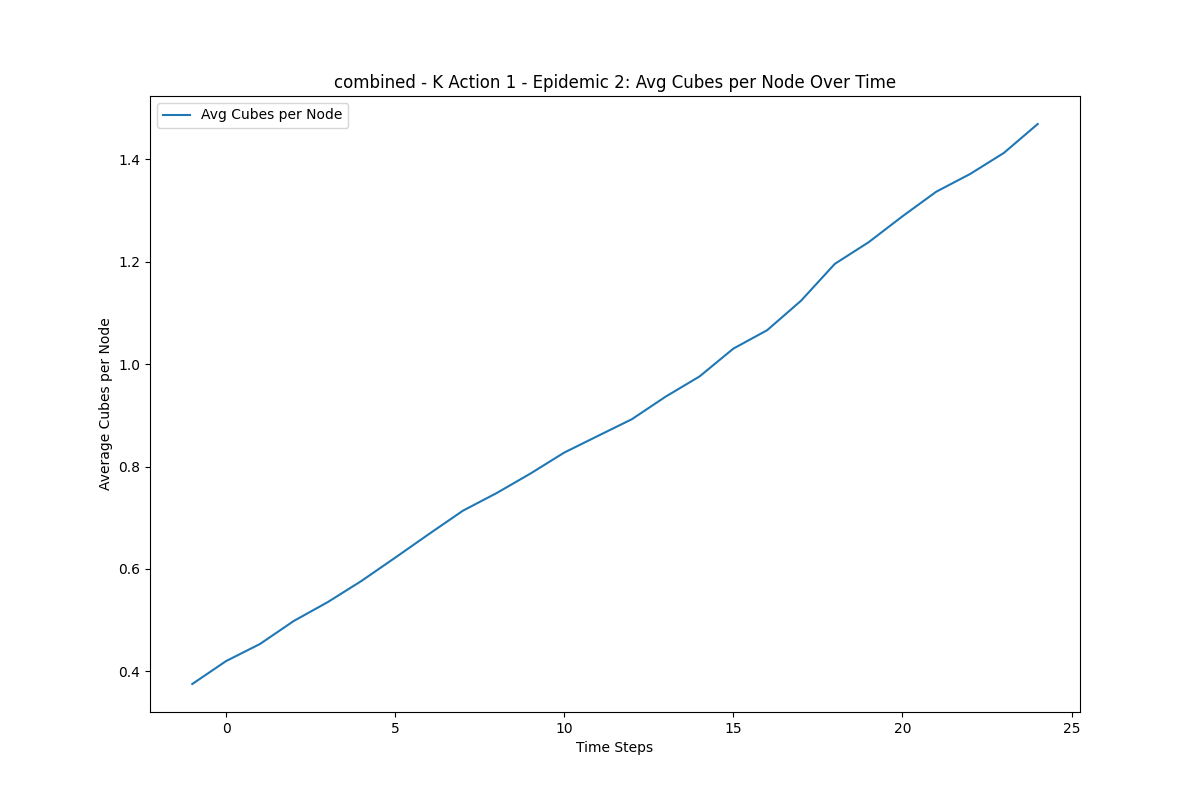 combined - K Action 1 - Epidemic 2: Avg Cubes per Node Over Time
Avg Cubes per Node
Average Cubes per Node
1.4
1.2
1.0
0.8
0.6
0.4
0 5 10 15 20 25
Time Steps